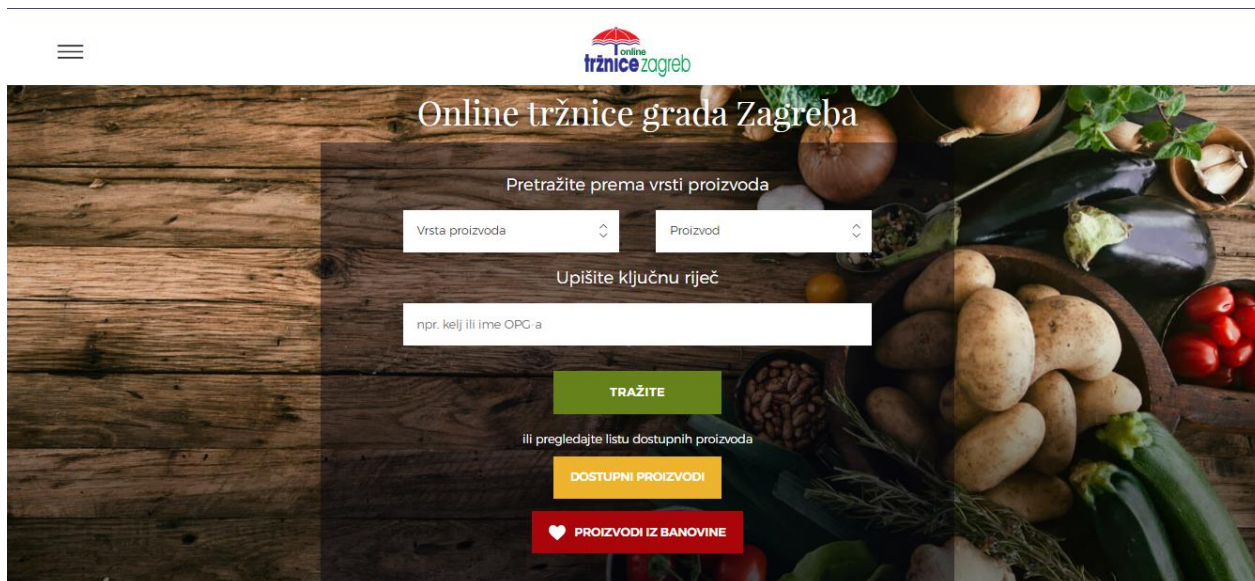 online
tržnice zagreb
Online tržnice grada Zagreba
Pretražite prema vrsti proizvoda
Vrsta proizvoda
Proizvod
Upišite ključnu riječ
npr. kelj ili ime OPG-a
TRAŽITE
ili pregledajte listu dostupnih proizvoda
DOSTUPNI PROIZVODI
PROIZVODI IZ BANOVINE